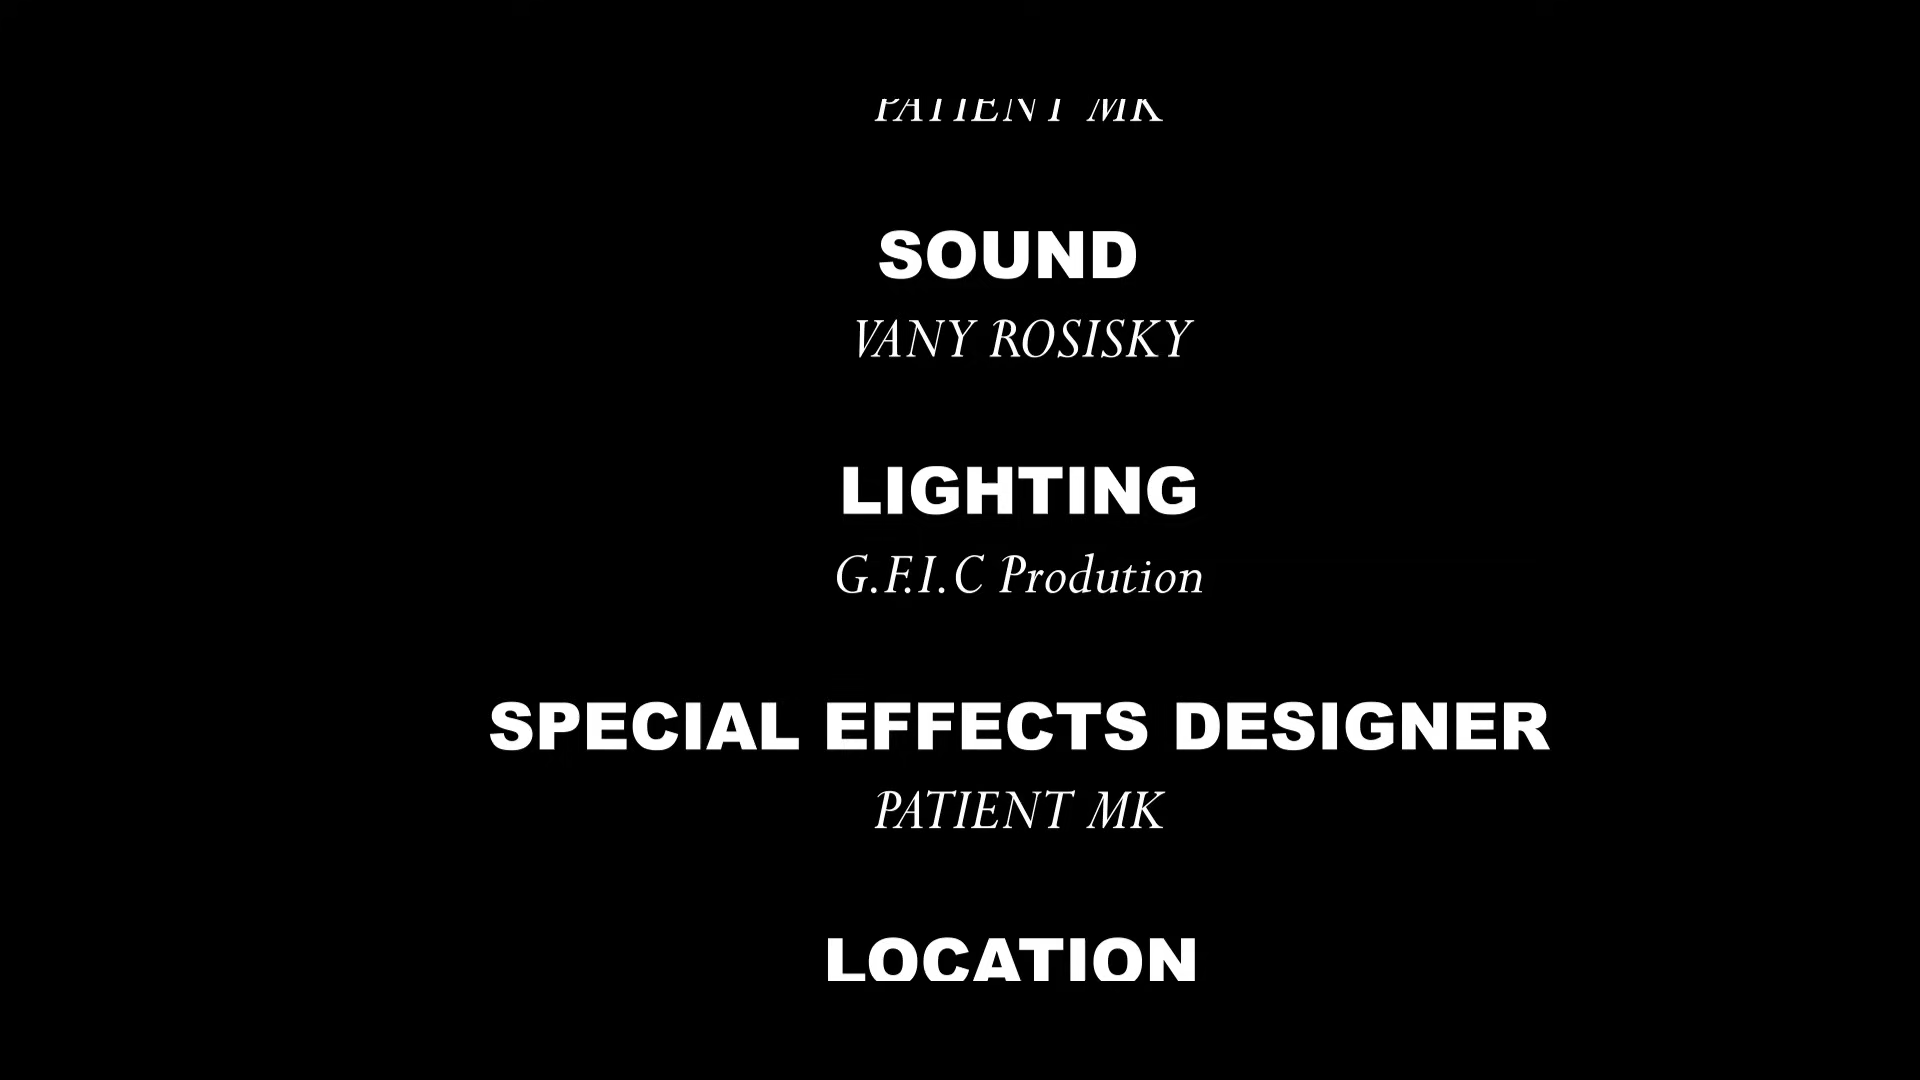 PATIENT MK
SOUND
VANY ROSISKY
LIGHTING
G.F.I.C Prodution
SPECIAL EFFECTS DESIGNER
PATIENT MK
LOCATION